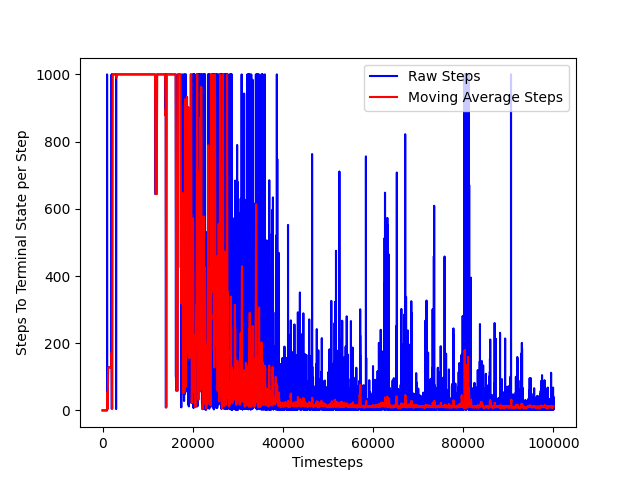 Raw Steps
Moving Average Steps
1000
800
600
400
200
0
Steps To Terminal State per Step
0 20000 40000 60000 80000 100000
Timesteps